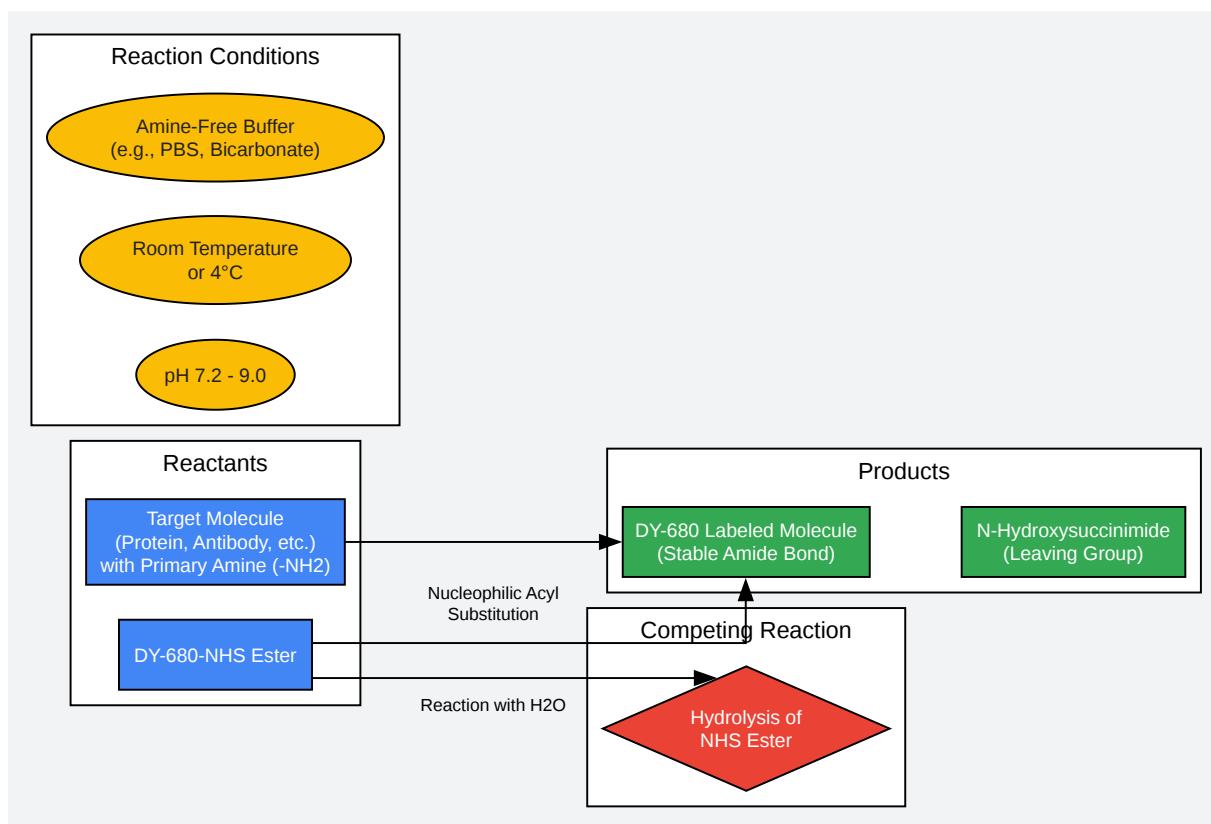 Reaction Conditions
Amine-Free Buffer
(e.g., PBS, Bicarbonate)
Room Temperature
or 4°C
pH 7.2 - 9.0
Reactants
Target Molecule
(Protein, Antibody, etc.)
with Primary Amine (-NH2)
DY-680-NHS Ester
Nucleophilic Acyl
Substitution
Reaction with H2O
Products
DY-680 Labeled Molecule
(Stable Amide Bond)
N-Hydroxysuccinimide
(Leaving Group)
Competing Reaction
Hydrolysis of
NHS Ester